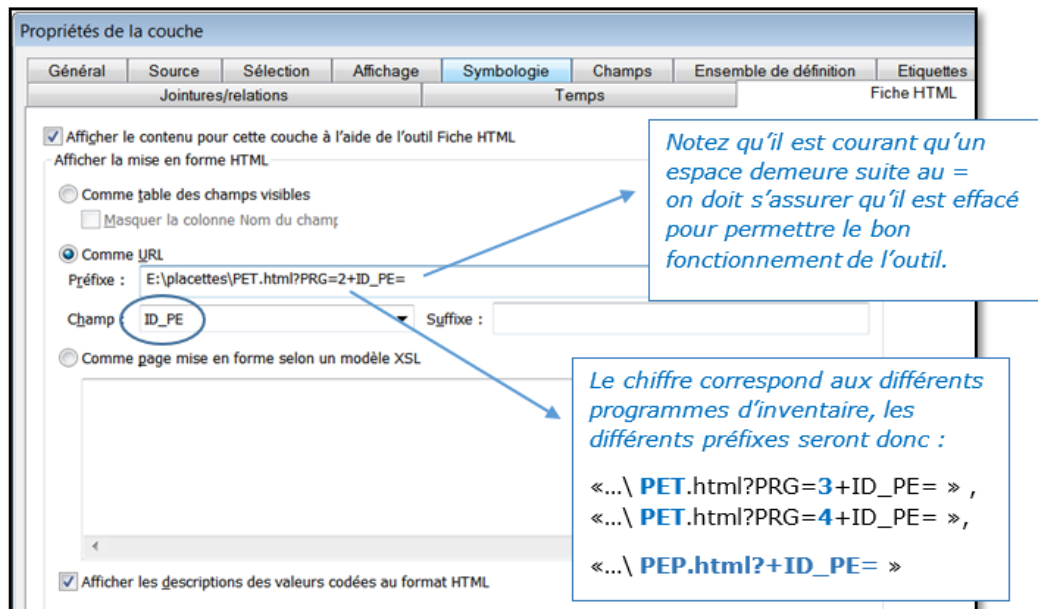 Propriétés de la couche
Général Source Sélection Affichage Symbologie Champs Ensemble de définition Etiquettes
Jointures/relations Temps Fiche HTML
Afficher le contenu pour cette couche à l'aide de l'outil Fiche HTML
Afficher la mise en forme HTML
Comme table des champs visibles
Masquer la colonne Nom du champ
Comme URL
Préfixe : E:\placettes\PET.html?PRG=2+ID_PE=
Champ : ID_PE Suffixe :
Comme page mise en forme selon un modèle XSL
Afficher les descriptions des valeurs codées au format HTML
Notez qu'il est courant qu'un
espace demeure suite au =
on doit s'assurer qu'il est effacé
pour permettre le bon
fonctionnement de l'outil.
Le chiffre correspond aux différents
programmes d'inventaire, les
différents préfixes seront donc :
«...\ PET.html?PRG=3+ID_PE= » ,
«...\ PET.html?PRG=4+ID_PE= »,
«...\ PEP.html?+ID_PE= »